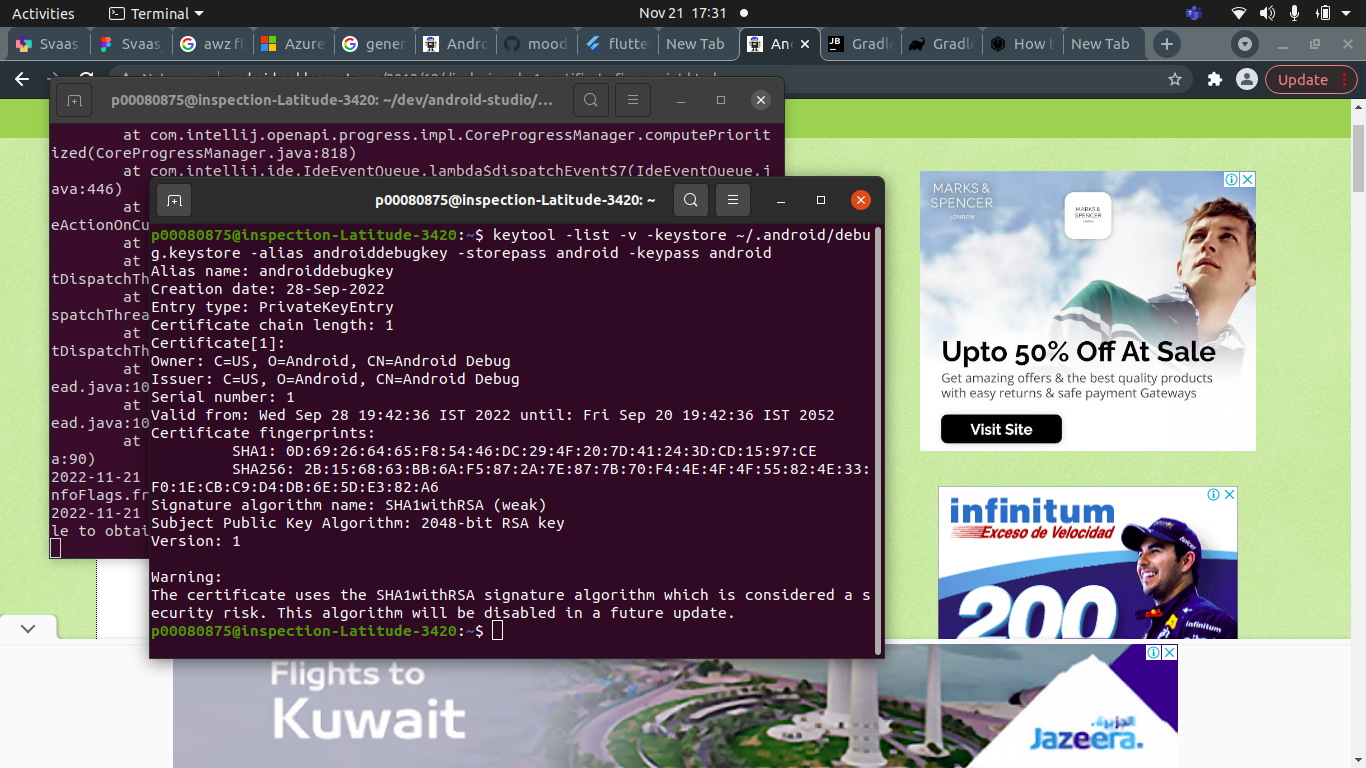 Activities
Terminal
Nov 21 17:31
Svaas
Svaas
awz fl
Azure
gener
Andro
mood
flutte
New Tab
An
Gradle
Gradle
How t
New Tab
Update
p00080875@inspection-Latitude-3420: ~/dev/android-studio/...
at com.intellij.openapi.progress.impl.CoreProgressManager.computePriorit
ized(CoreProgressManager.java:818)
at com.intellij.ide.IdeEventQueue.lambda$dispatchEvent$7(IdeEventQueue.j
ava:446)
at
eActionOnCu
at
at
tDispatchTh
at
spatchThrea
at
tDispatchTh
at
ead.java:10
at
ead.java:10
at
a:90)
2022-11-21
nfoFlags.fr
2022-11-21
le to obtai
p00080875@inspection-Latitude-3420: ~
p00080875@inspection-Latitude-3420:~$ keytool -list -v -keystore ~/.android/debu
g.keystore -alias androiddebugkey -storepass android -keypass android
Alias name: androiddebugkey
Creation date: 28-Sep-2022
Entry type: PrivateKeyEntry
Certificate chain length: 1
Certificate[1]:
Owner: C=US, O=Android, CN=Android Debug
Issuer: C=US, O=Android, CN=Android Debug
Serial number: 1
Valid from: Wed Sep 28 19:42:36 IST 2022 until: Fri Sep 20 19:42:36 IST 2052
Certificate fingerprints:
SHA1: 0D:69:26:64:65:F8:54:46:DC:29:4F:20:7D:41:24:3D:CD:15:97:CE
SHA256: 2B:15:68:63:BB:6A:F5:87:2A:7E:87:7B:70:F4:4E:4F:4F:55:82:4E:33:
F0:1E:CB:C9:D4:DB:6E:5D:E3:82:A6
Signature algorithm name: SHA1withRSA (weak)
Subject Public Key Algorithm: 2048-bit RSA key
Version: 1
Warning:
The certificate uses the SHA1withRSA signature algorithm which is considered a s
ecurity risk. This algorithm will be disabled in a future update.
p00080875@inspection-Latitude-3420:~$
MARKS &
SPENCER
LONDON
MARKS &
SPENCER
Upto 50% Off At Sale
Get amazing offers & the best quality products
with easy returns & safe payment Gateways
Visit Site
infinitum
Exceso de Velocidad
200
infinitum
Flights to
Kuwait
الجزيرة
Jazeera.